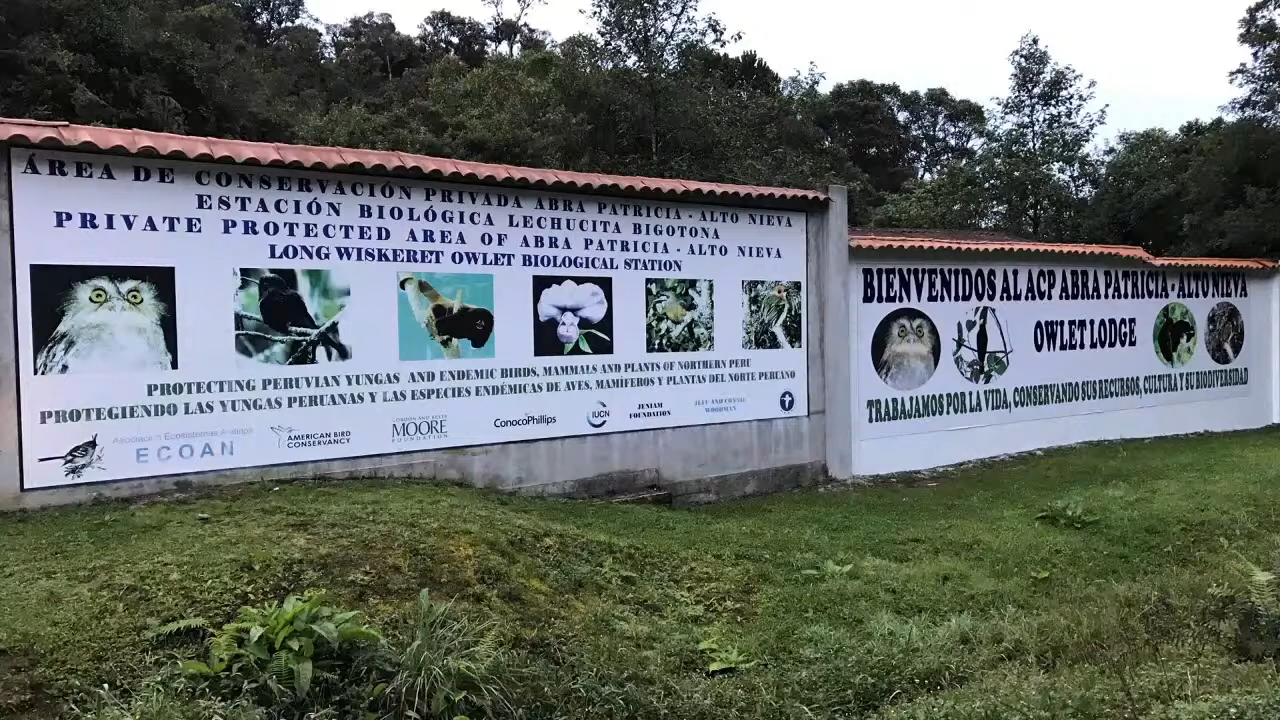 ÁREA DE CONSERVACIÓN PRIVADA ABRA PATRICIA - ALTO NIEVA
ESTACIÓN BIOLÓGICA LECHUCITA BIGOTONA
PRIVATE PROTECTED AREA OF ABRA PATRICIA - ALTO NIEVA
LONG WISKERET OWLET BIOLOGICAL STATION
PROTECTING PERUVIAN YUNGAS AND ENDEMIC BIRDS, MAMMALS AND PLANTS OF NORTHERN PERU
PROTEGIENDO LAS YUNGAS PERUANAS Y LAS ESPECIES ENDÉMICAS DE AVES, MAMÍFEROS Y PLANTAS DEL NORTE PERUANO
ECOAN
AMERICAN BIRD
CONSERVANCY
GORDON AND BETTY
MOORE
FOUNDATION
ConocoPhillips
IUCN
JENIAM
FOUNDATION
BIENVENIDOS AL ACP ABRA PATRICIA - ALTO NIEVA
OWLET LODGE
TRABAJAMOS POR LA VIDA, CONSERVANDO SUS RECURSOS, CULTURA Y SU BIODIVERSIDAD